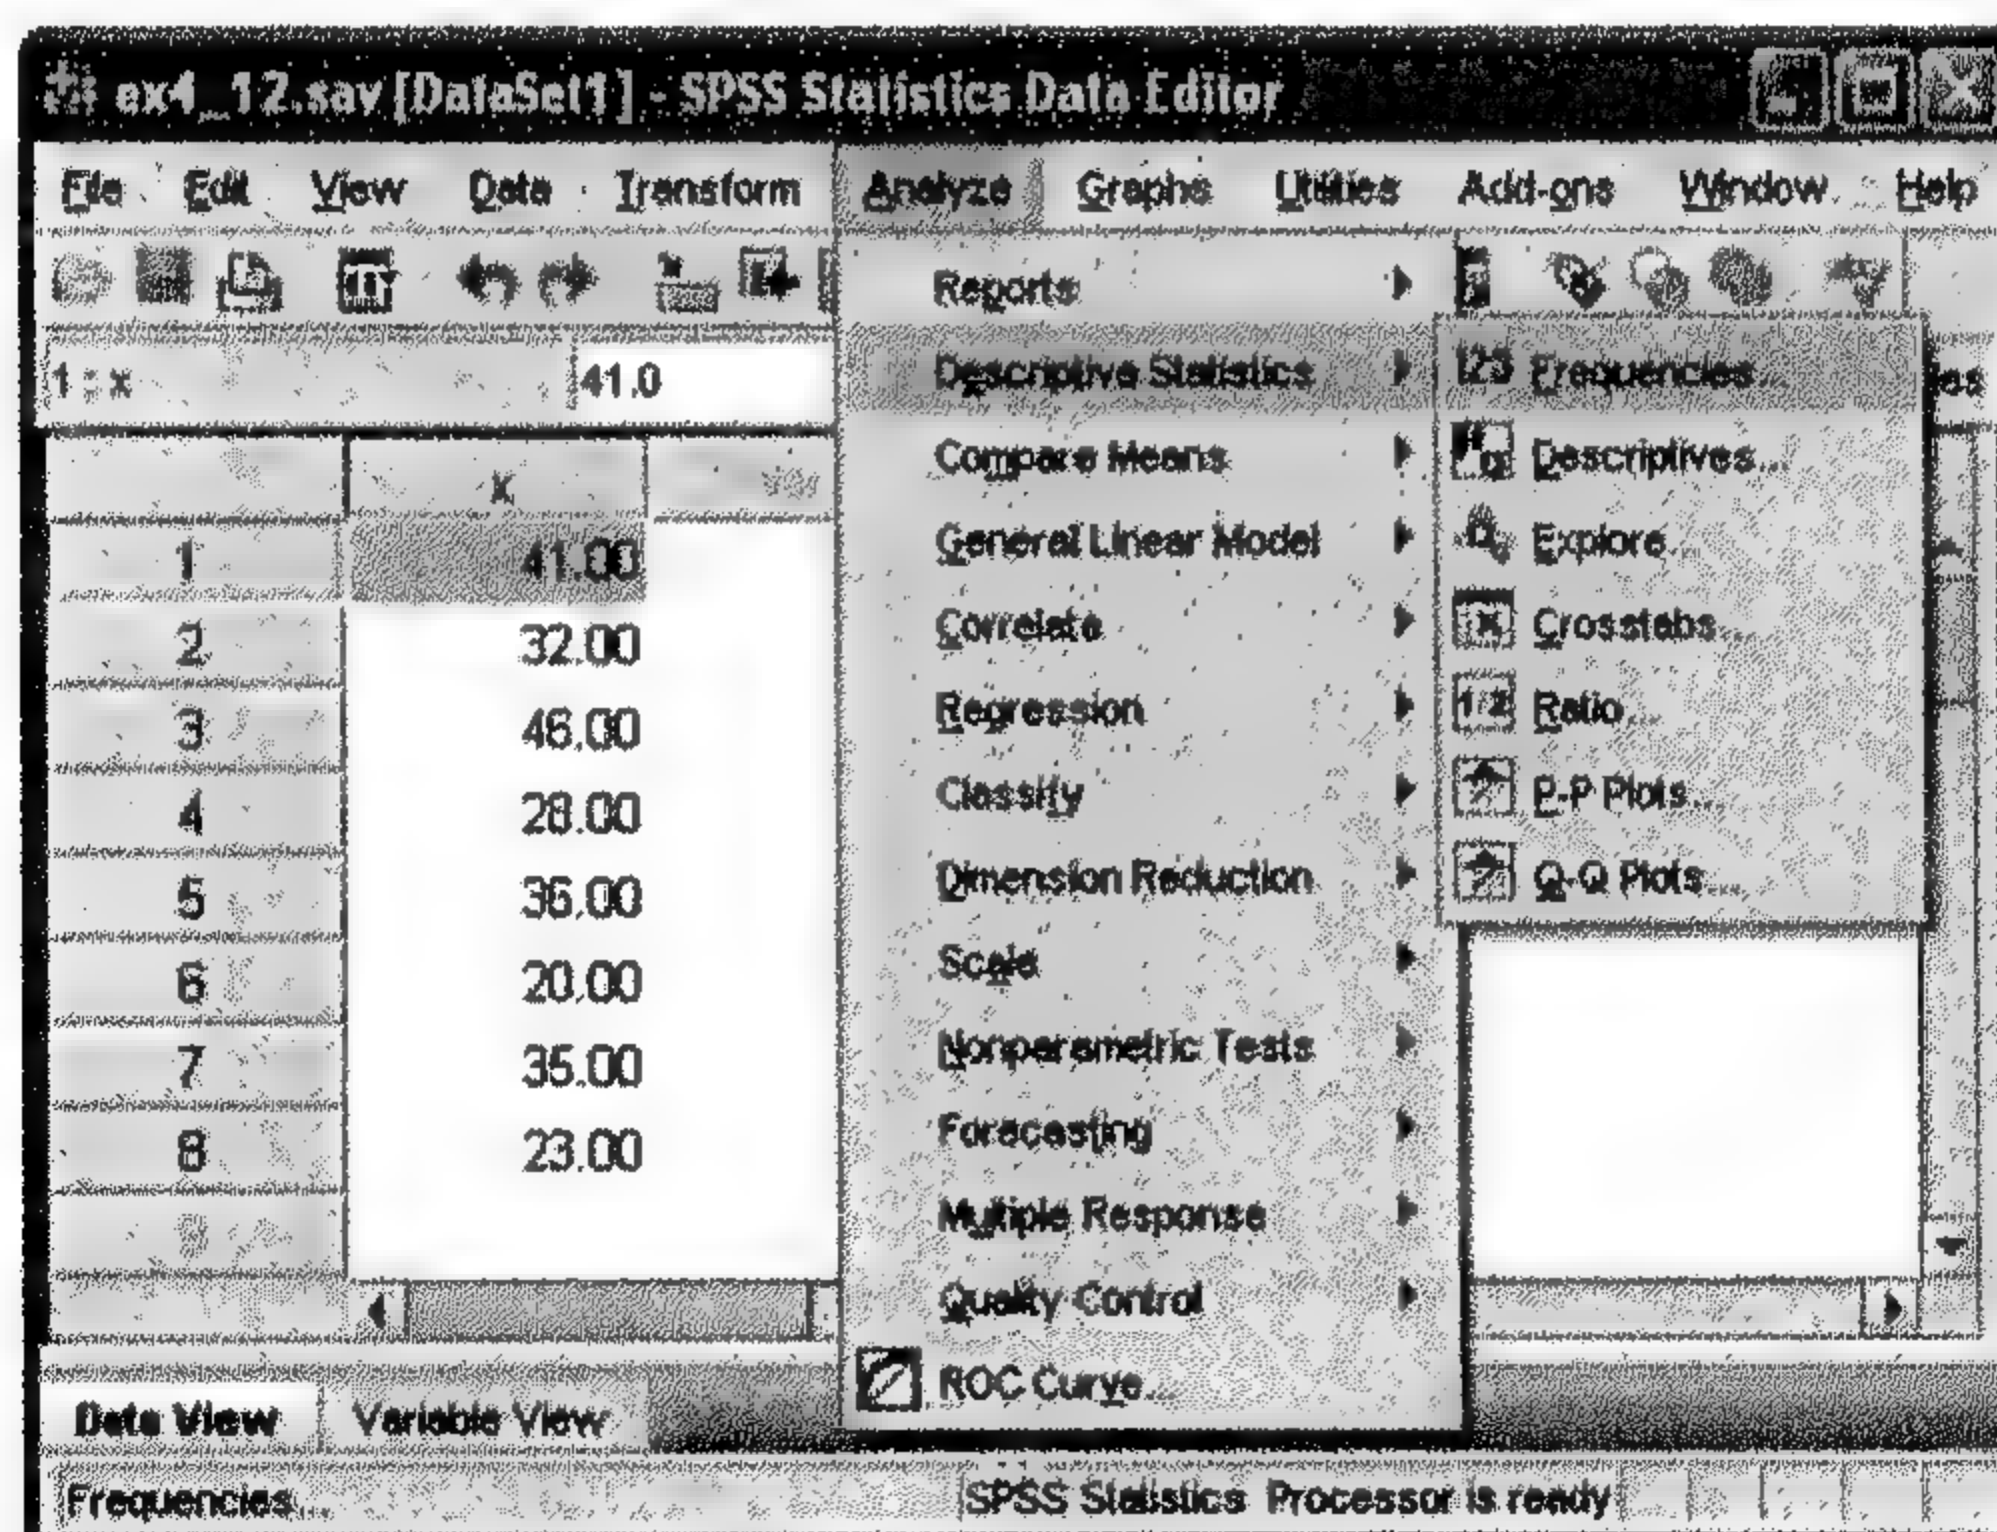 ex4_12.sav [DataSet1] - SPSS Statistics Data Editor
File Edit View Data Transform Analyze Graphs Utilities Add-ons Window Help
1 : x 41.0
x
1 41.00
2 32.00
3 46.00
4 28.00
5 36.00
6 20.00
7 35.00
8 23.00
Reports
Descriptive Statistics
Compare Means
General Linear Model
Correlate
Regression
Classify
Dimension Reduction
Scale
Nonparametric Tests
Forecasting
Multiple Response
Quality Control
ROC Curve...
123 Frequencies...
Descriptives...
Explore...
Crosstabs...
1/2 Ratio...
P-P Plots...
Q-Q Plots...
Data View Variable View
Frequencies... SPSS Statistics Processor is ready